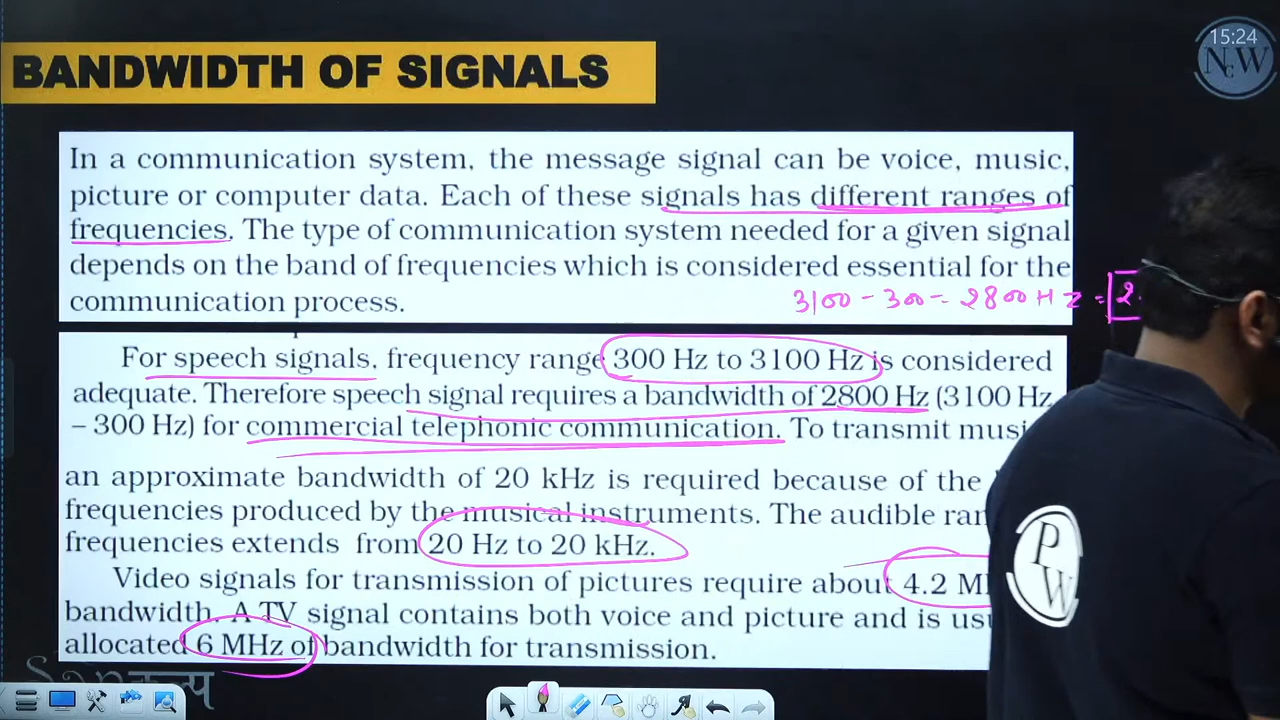 15:24
NCW
BANDWIDTH OF SIGNALS
In a communication system, the message signal can be voice, music,
picture or computer data. Each of these signals has different ranges of
frequencies. The type of communication system needed for a given signal
depends on the band of frequencies which is considered essential for the
communication process.
3100 - 300 = 2800 Hz = 2.
For speech signals, frequency range 300 Hz to 3100 Hz is considered
adequate. Therefore speech signal requires a bandwidth of 2800 Hz (3100 Hz
– 300 Hz) for commercial telephonic communication. To transmit
an approximate bandwidth of 20 kHz is required because of the
frequencies produced by the musical instruments. The audible
frequencies extends from 20 Hz to 20 kHz.
Video signals for transmission of pictures require about 4.2
bandwidth. A TV signal contains both voice and picture and is
allocated 6 MHz of bandwidth for transmission.
PW